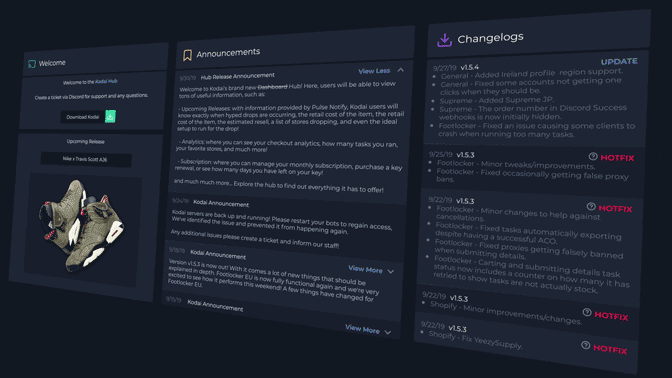 Welcome
Welcome to the Kodai Hub
Create a ticket via Discord for support and any questions.
Download Kodai
Upcoming Release
Nike x Travis Scott AJ6
Announcements
9/30/19 Hub Release Announcement
View Less
Welcome to Kodai's brand new Dashboard Hub! Here, users will be able to view
tons of useful information, such as:
- Upcoming Releases: with information provided by Pulse Notify, Kodai users will
know exactly when hyped drops are occurring, the retail cost of the item, the retail
cost of the item, the estimated resell, a list of stores dropping, and even the ideal
setup to run for the drop!
- Analytics: where you can see your checkout analytics, how many tasks you ran,
your favorite stores, and much more!
- Subscription: where you can manage your monthly subscription, purchase a key
renewal, or see how many days you have left on your key!
and much much more... Explore the hub to find out everything it has to offer!
9/24/19 Kodai Announcement
Kodai servers are back up and running! Please restart your bots to regain access,
We've identified the issue and prevented it from happening again.
Any additional issues please create a ticket and inform our staff!
9/18/19 Kodai Announcement
View More
Version v1.5.3 is now out! With it comes a lot of new things that should be
explained in depth. Footlocker EU is now fully functional again and we're very
excited to see how it performs this weekend! A few things have changed for
Footlocker EU.
9/11/19 Kodai Announcement
View More
Changelogs
9/27/19 v1.5.4
UPDATE
General - Added Ireland profile region support.
General - Fixed some accounts not getting one
click when they should be.
Supreme - Added Supreme JP.
Supreme - The order number in Discord Success
webhooks is now initially hidden.
Footlocker - Fixed an issue causing some clients to
crash when running too many tasks.
9/25/19 v1.5.3
HOTFIX
Footlocker - Minor tweaks/improvements.
Fixed occasionally getting false proxy
bans.
9/22/19 v1.5.3
HOTFIX
Footlocker - Minor changes to help against
cancellations.
Footlocker - Fixed tasks automatically exporting
despite having a successful ACO.
Footlocker - Fixed proxies getting falsely banned
when submitting details.
Footlocker - Carting and submitting details task
status now includes a counter on how many it has
retried to show tasks are not actually stock,
9/22/19 v1.5.3
HOTFIX
Shopify - Minor improvements/changes.
9/22/19 v1.5.3
HOTFIX
Shopify - Fix YeezySupply.